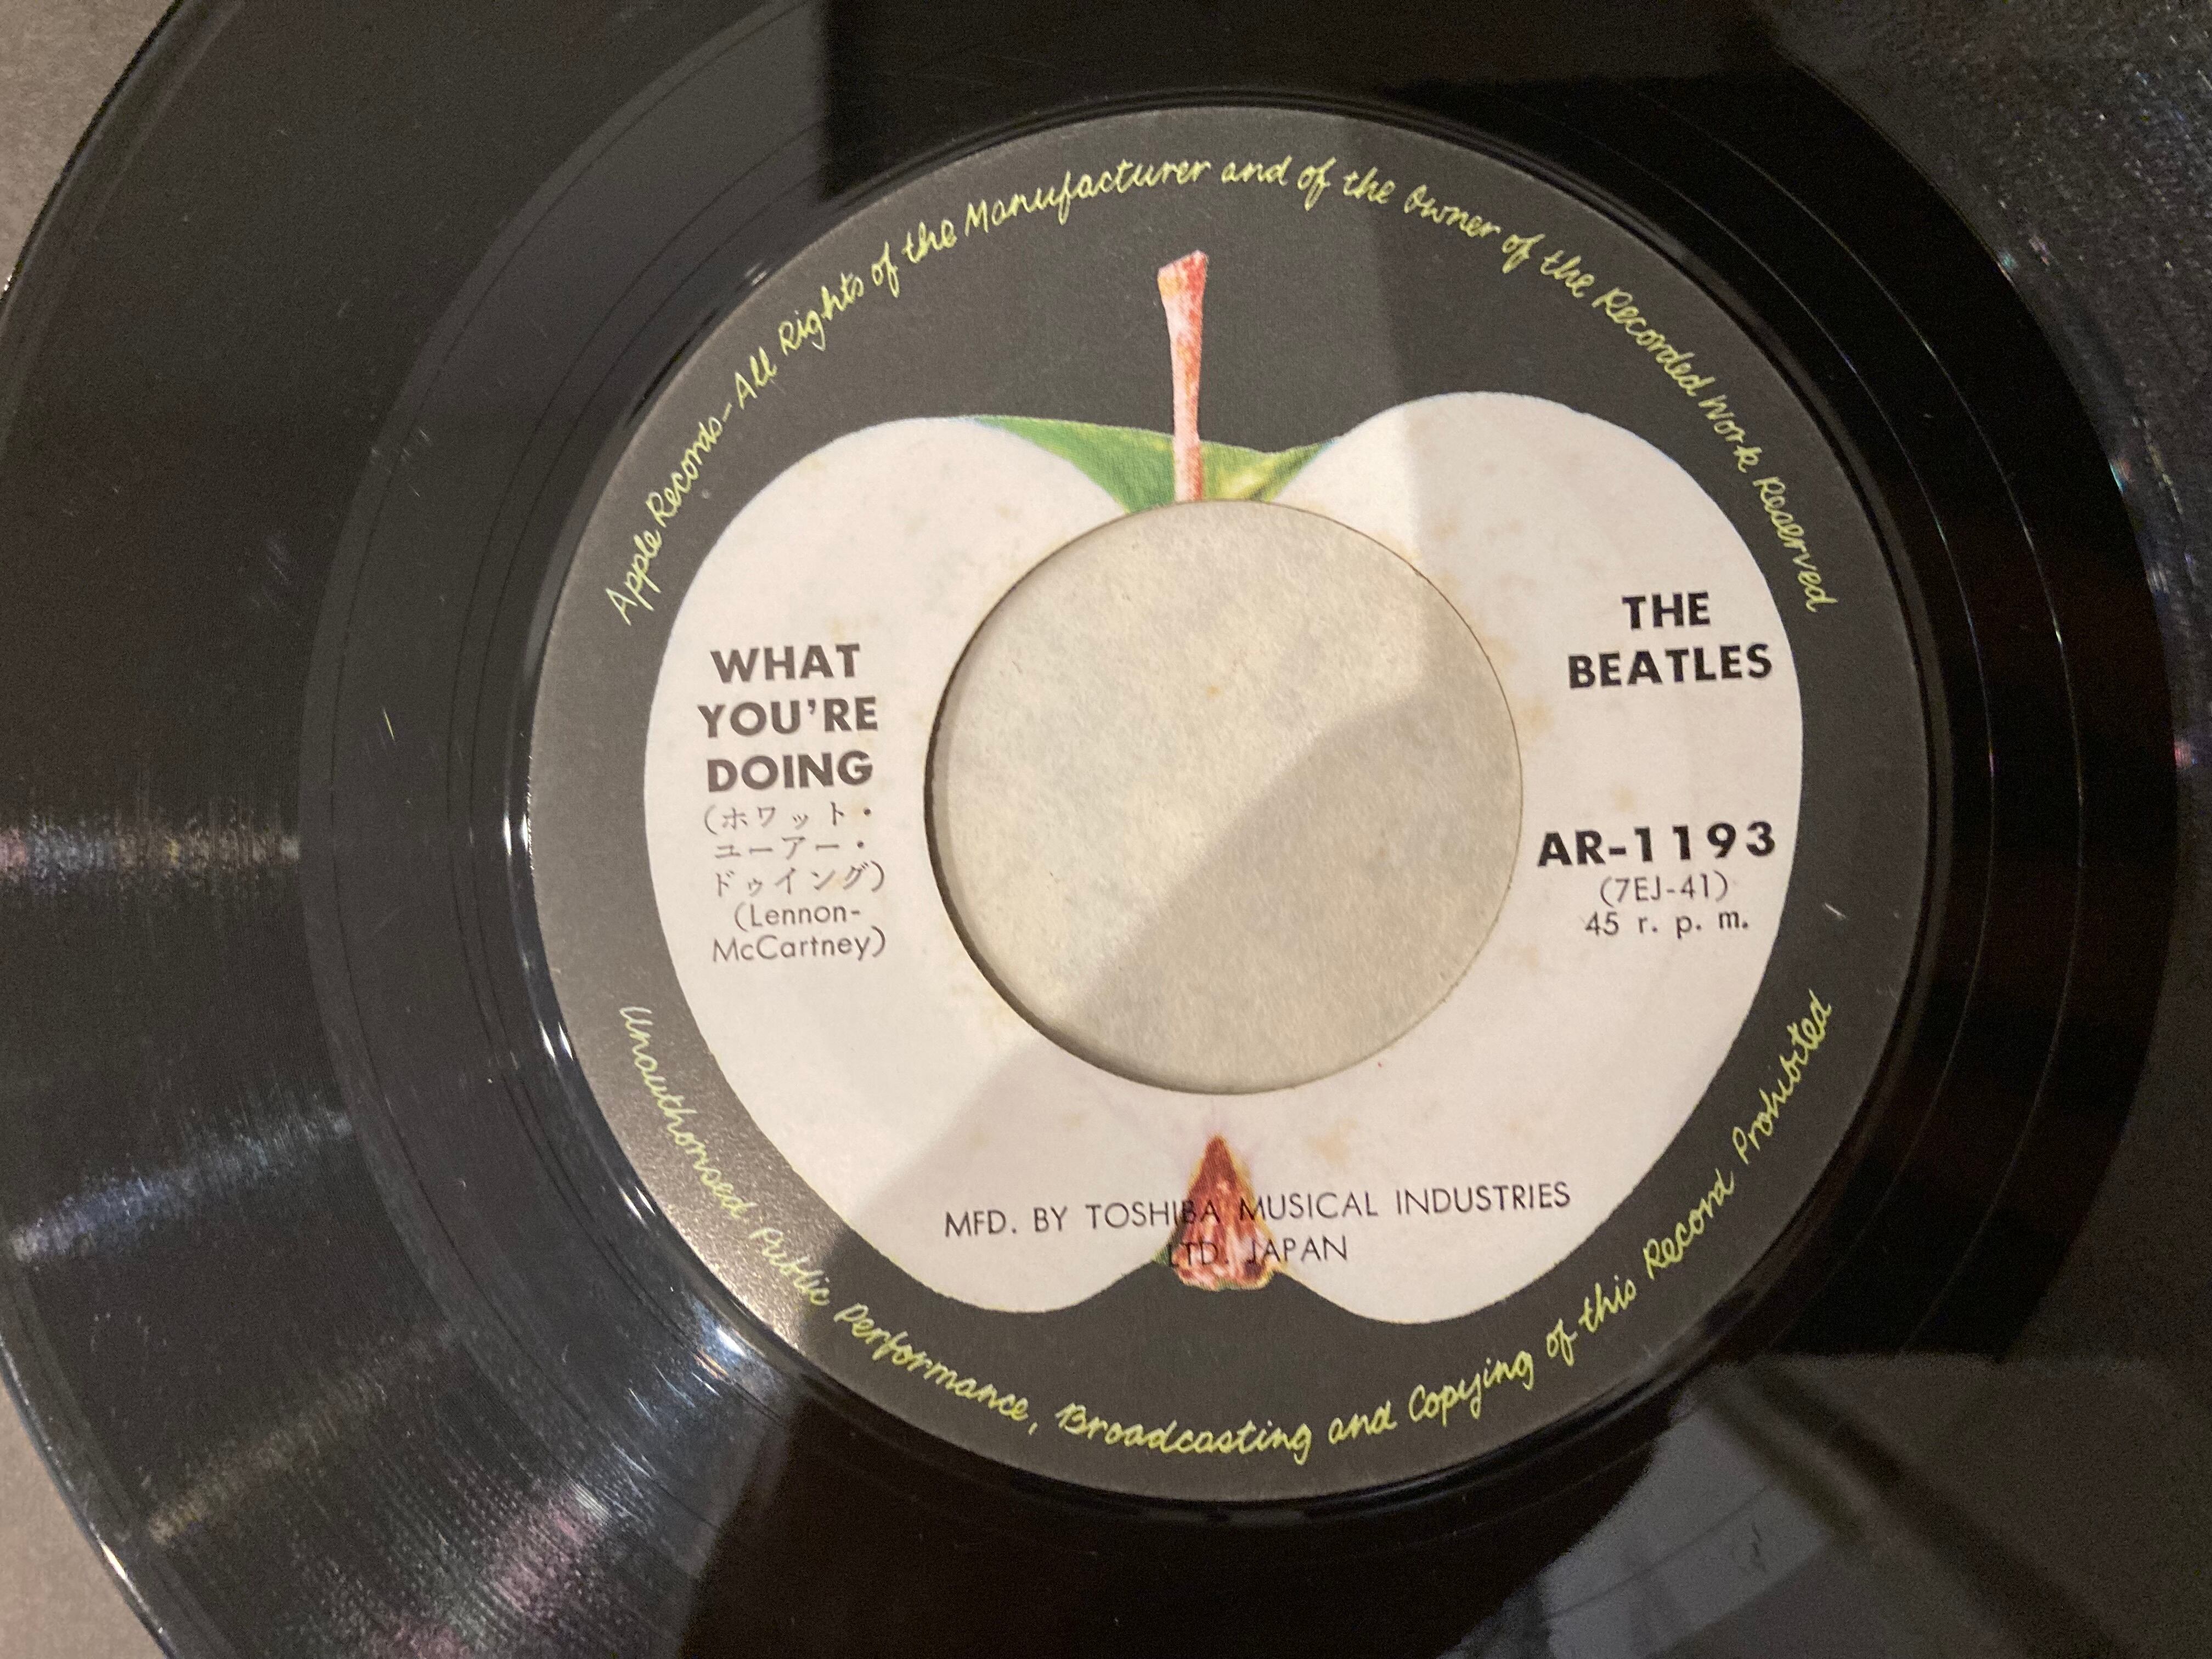 Apple Records-All Rights of the Manufacturer and of the Owner of the Recorded Work Reserved
WHAT
YOU'RE
DOING
(ホワット・
ユーアー・
ドゥイング)
(Lennon-
McCartney)
THE
BEATLES
AR-1193
(7EJ-41)
45 r. p. m.
MFD. BY TOSHIBA MUSICAL INDUSTRIES
LTD. JAPAN
Unauthorised Public Performance, Broadcasting and Copying of this Record Prohibited